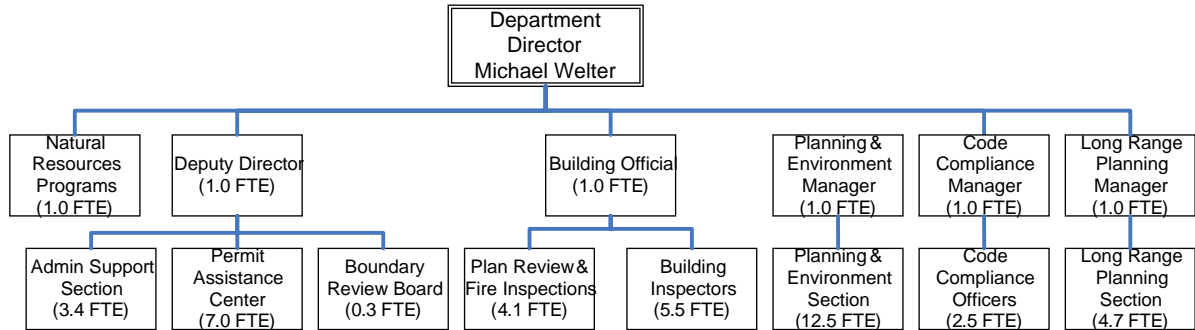 Department
Director
Michael Welter
Natural
Resources
Programs
(1.0 FTE)
Deputy Director
(1.0 FTE)
Building Official
(1.0 FTE)
Planning &
Environment
Manager
(1.0 FTE)
Code
Compliance
Manager
(1.0 FTE)
Long Range
Planning
Manager
(1.0 FTE)
Admin Support
Section
(3.4 FTE)
Permit
Assistance
Center
(7.0 FTE)
Boundary
Review Board
(0.3 FTE)
Plan Review &
Fire Inspections
(4.1 FTE)
Building
Inspectors
(5.5 FTE)
Planning &
Environment
Section
(12.5 FTE)
Code
Compliance
Officers
(2.5 FTE)
Long Range
Planning
Section
(4.7 FTE)